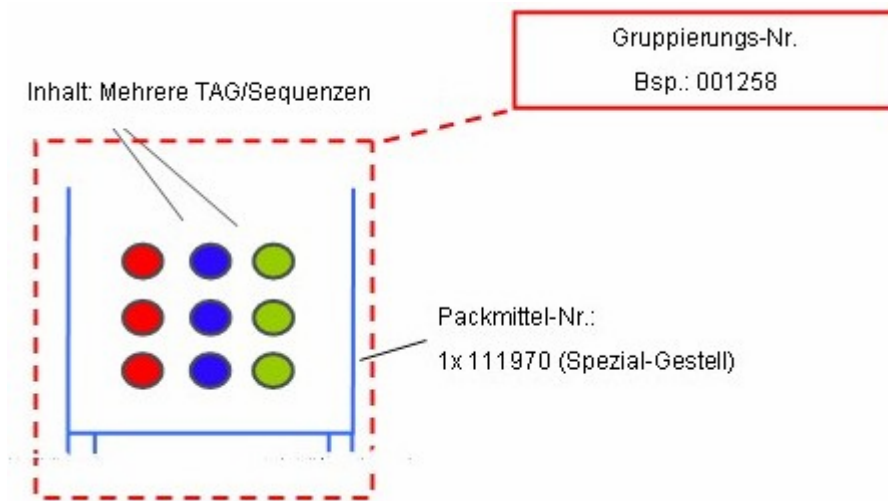 Gruppierungs-Nr.
Bsp.: 001258
Inhalt: Mehrere TAG/Sequenzen
Packmittel-Nr.:
1x 111970 (Spezial-Gestell)